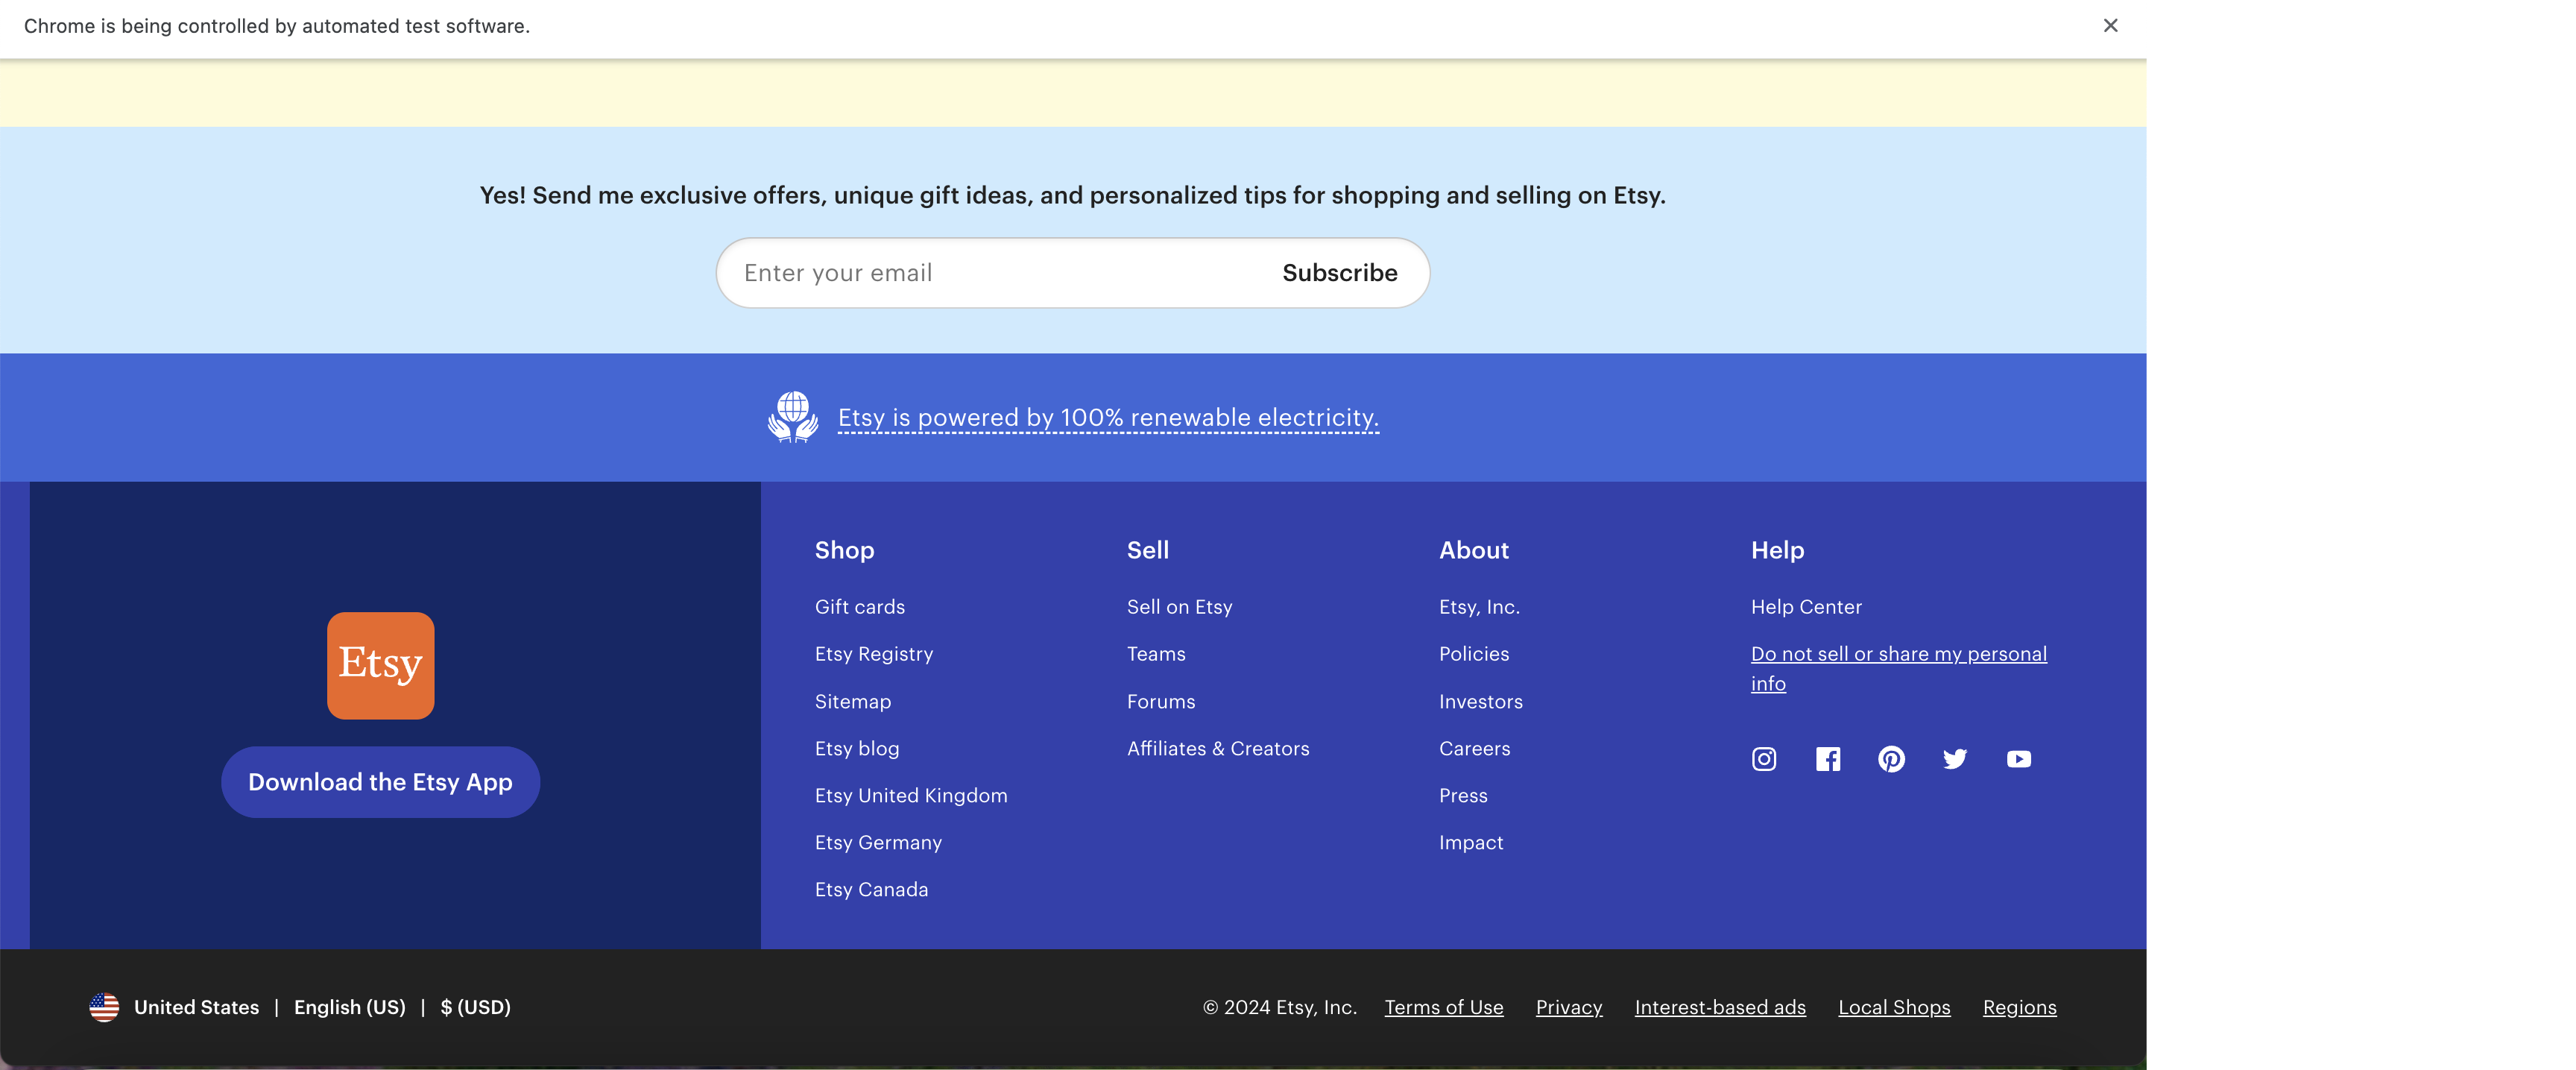 Chrome is being controlled by automated test software.
Yes! Send me exclusive offers, unique gift ideas, and personalized tips for shopping and selling on Etsy.
Enter your email
Subscribe
Etsy is powered by 100% renewable electricity.
Etsy
Download the Etsy App
Shop
Gift cards
Etsy Registry
Sitemap
Etsy blog
Etsy United Kingdom
Etsy Germany
Etsy Canada
Sell
Sell on Etsy
Teams
Forums
Affiliates & Creators
About
Etsy, Inc.
Policies
Investors
Careers
Press
Impact
Help
Help Center
Do not sell or share my personal
info
United States | English (US) | $ (USD)
© 2024 Etsy, Inc. Terms of Use Privacy Interest-based ads Local Shops Regions